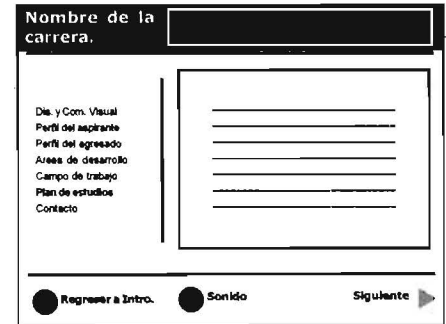 Nombre de la
carrera.
Dis. y Com. Visual
Perfil del aspirante
Perfil del egresado
Areas de desarrollo
Campo de trabajo
Plan de estudios
Contacto
Regresar a Intro.
Sonido
Siguiente